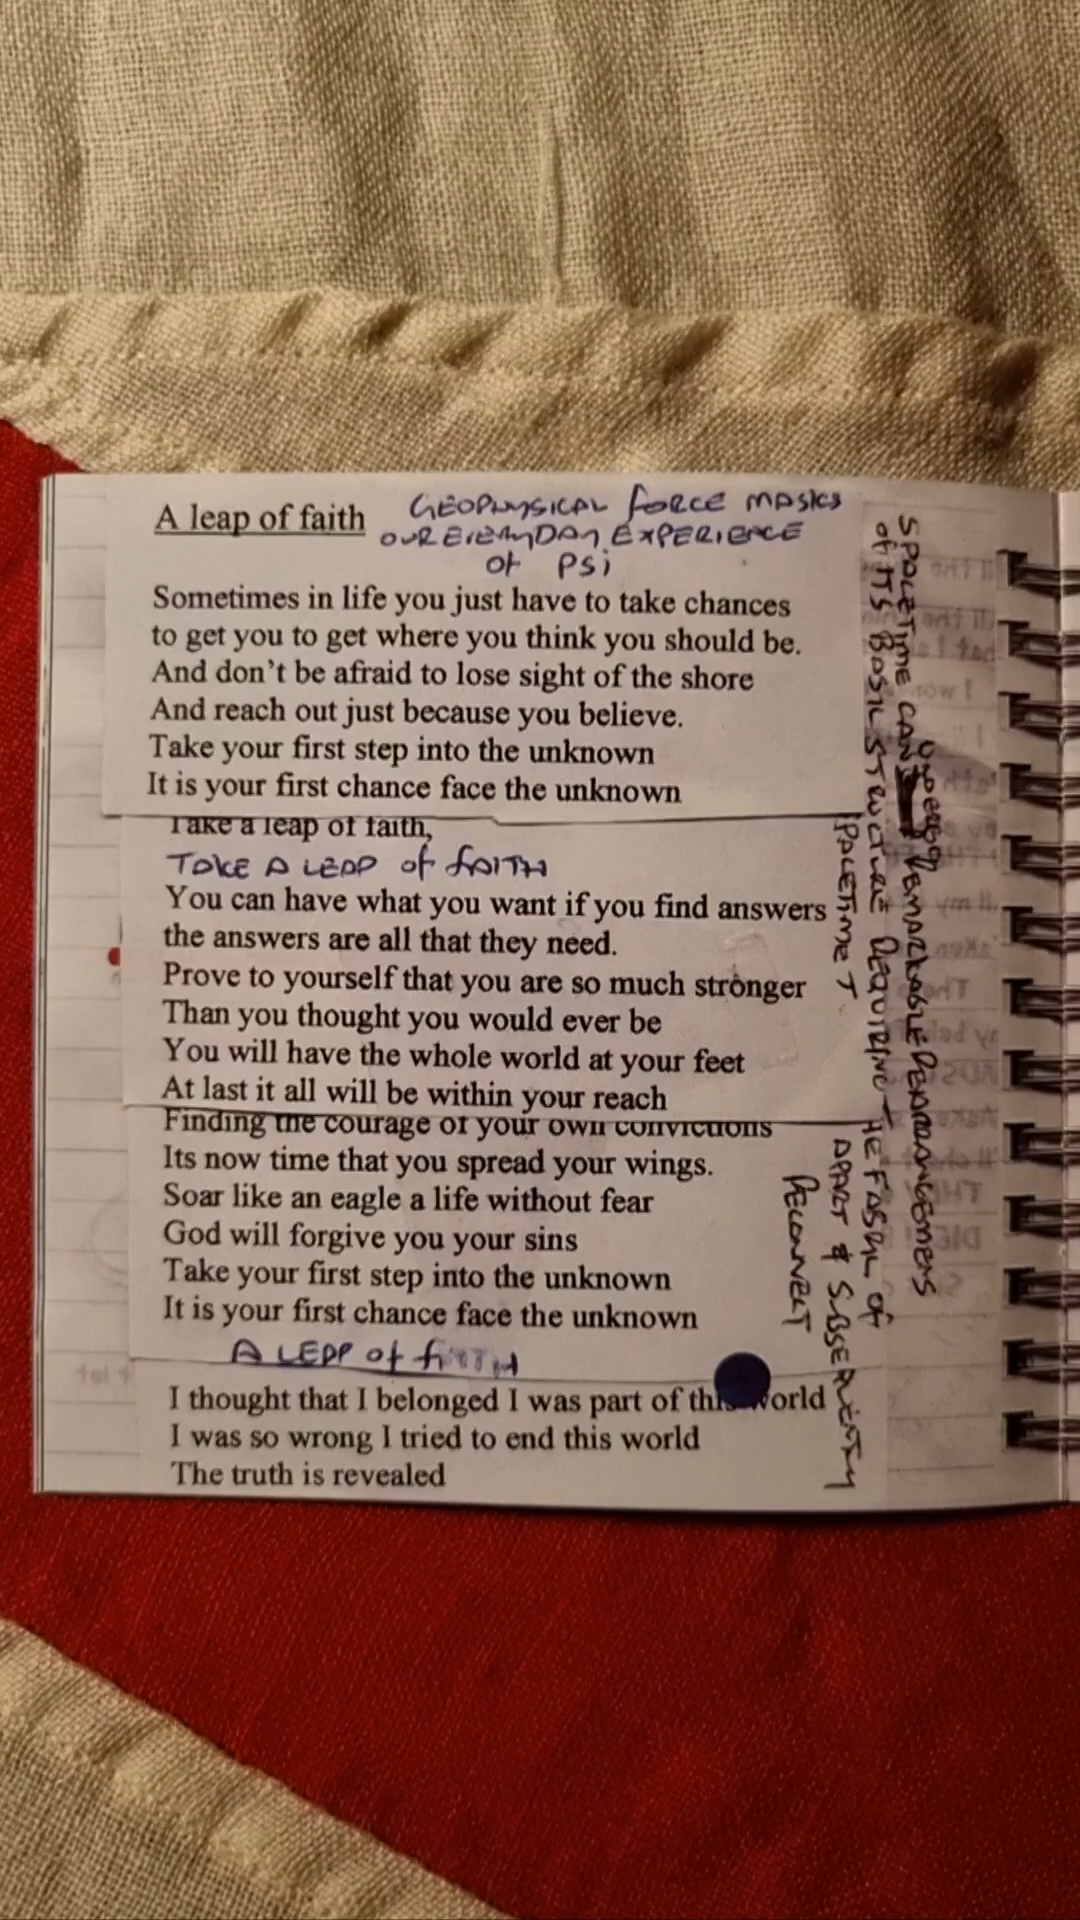 A leap of faith
GEOPHYSICAL force masks
our everyday experience
of psi
Sometimes in life you just have to take chances
to get you to get where you think you should be.
And don't be afraid to lose sight of the shore
And reach out just because you believe.
Take your first step into the unknown
It is your first chance face the unknown
Take a leap of faith,
TAKE A LEAP of fAITH
You can have what you want if you find answers
the answers are all that they need.
Prove to yourself that you are so much stronger
Than you thought you would ever be
You will have the whole world at your feet
At last it all will be within your reach
Finding the courage of your own convictions
Its now time that you spread your wings.
Soar like an eagle a life without fear
God will forgive you your sins
Take your first step into the unknown
It is your first chance face the unknown
A LEAP of fAITH
I thought that I belonged I was part of this world
I was so wrong I tried to end this world
The truth is revealed
SPACETIME CAN
UNDERGO REMARKABLE REARRANGEMENS
of ITS BASIC STRUCTURE REQUIRING THE FABRIC of
SPACETIME T
APART & SUBSEQUENTLY
RECONNECT